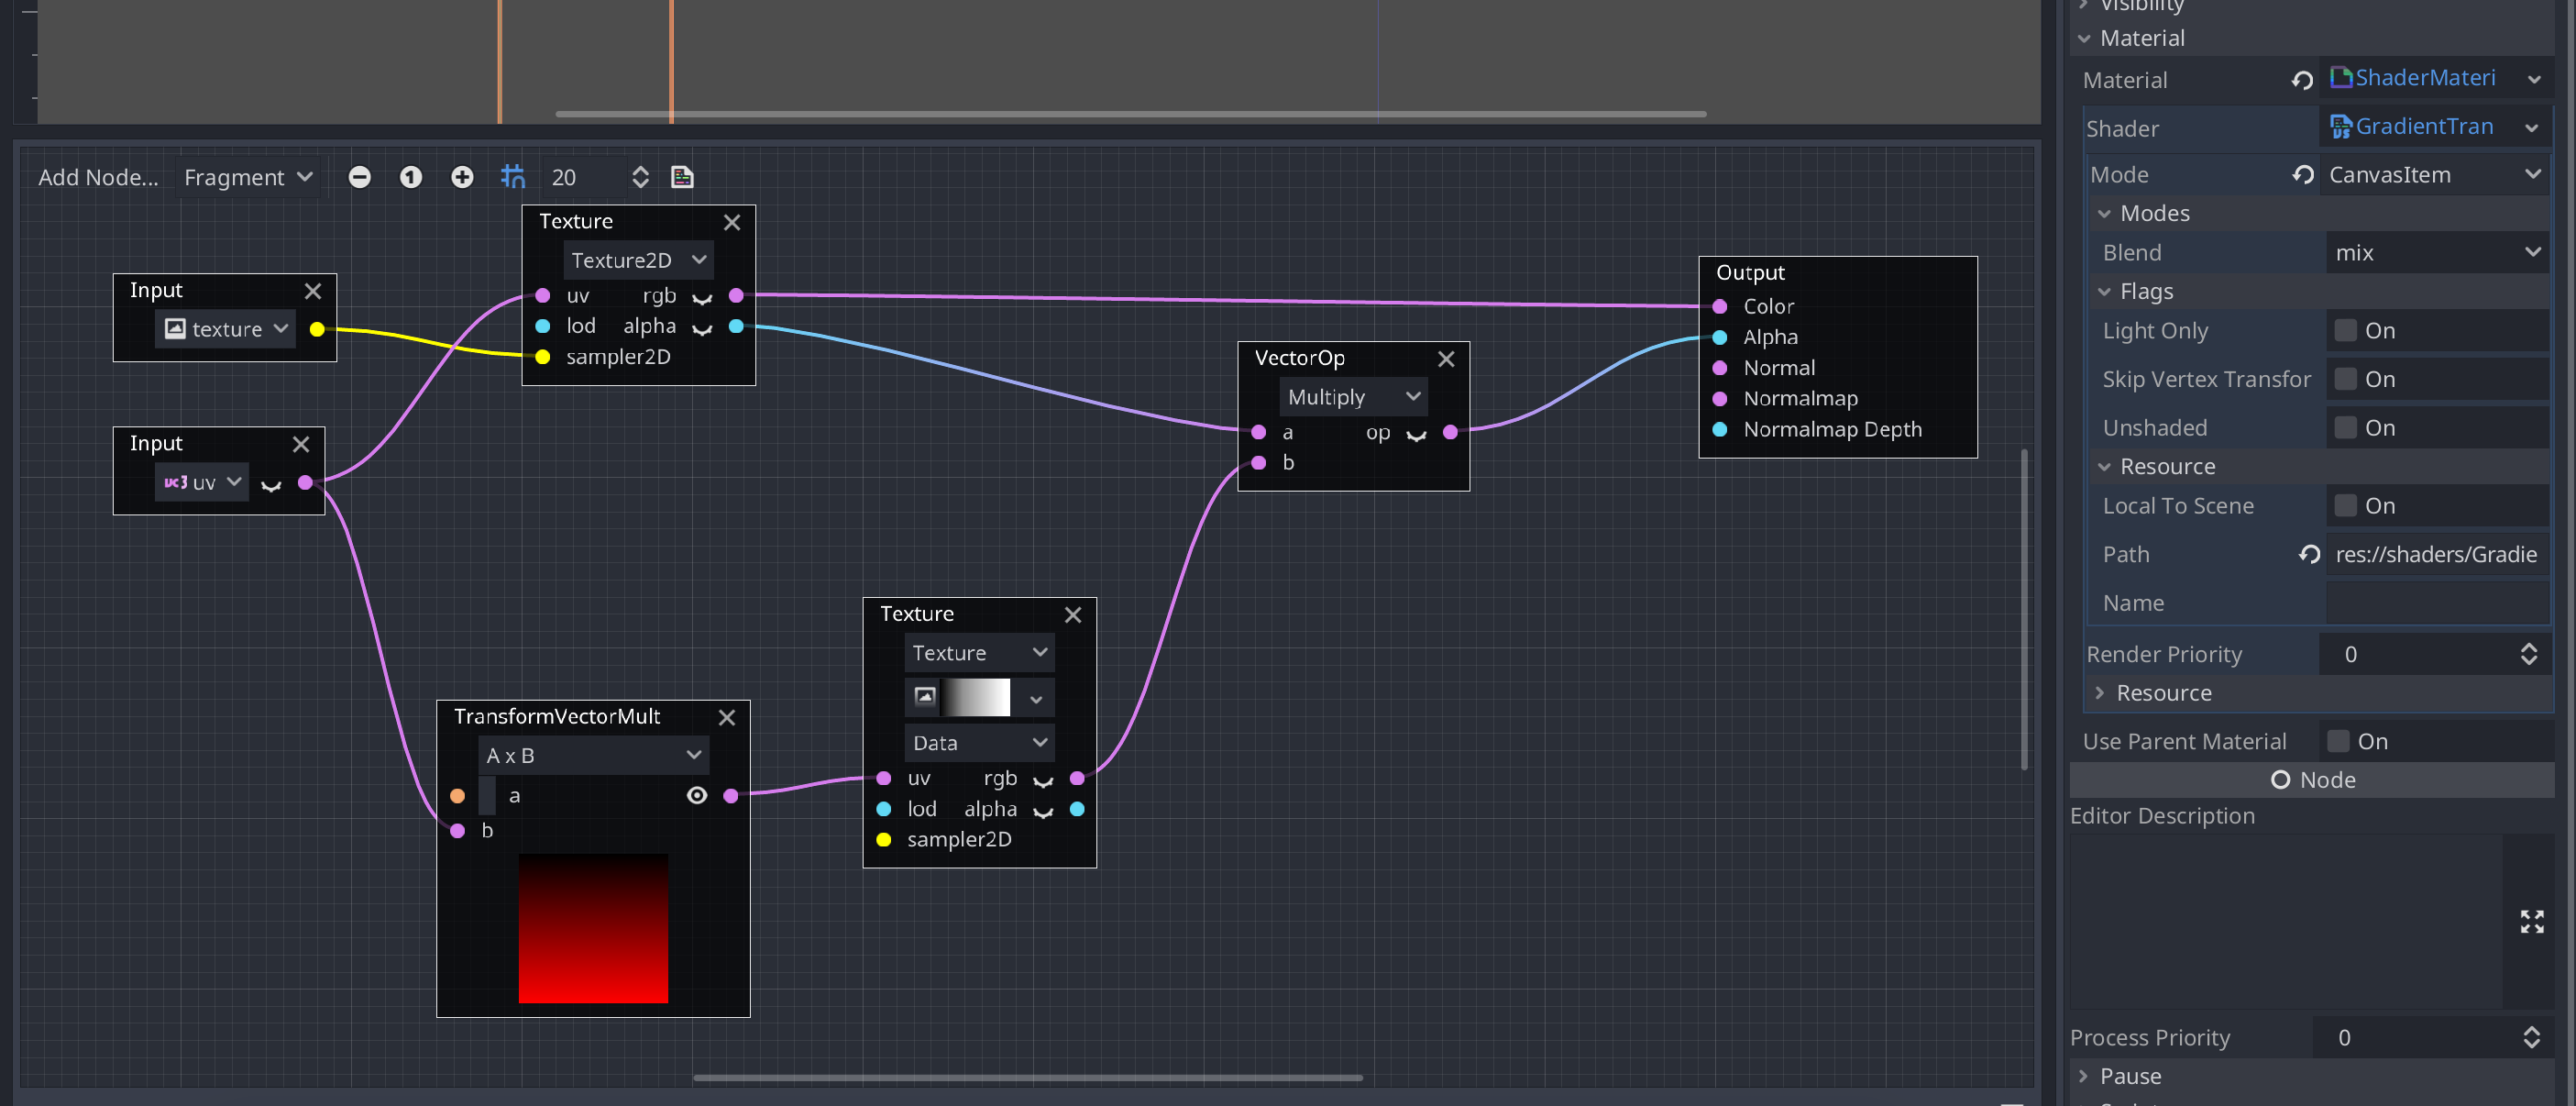 Add Node...
Fragment
1
20
Texture
Texture2D
uv rgb
lod alpha
sampler2D
Input
texture
Input
vc3 uv
TransformVectorMult
A x B
a
b
Texture
Texture
Data
uv rgb
lod alpha
sampler2D
VectorOp
Multiply
a op
b
Output
Color
Alpha
Normal
Normalmap
Normalmap Depth
Visibility
Material
Material ShaderMateri
Shader GradientTran
Mode CanvasItem
Modes
Blend mix
Flags
Light Only On
Skip Vertex Transfor On
Unshaded On
Resource
Local To Scene On
Path res://shaders/Gradie
Name
Render Priority 0
Resource
Use Parent Material On
Node
Editor Description
Process Priority 0
Pause